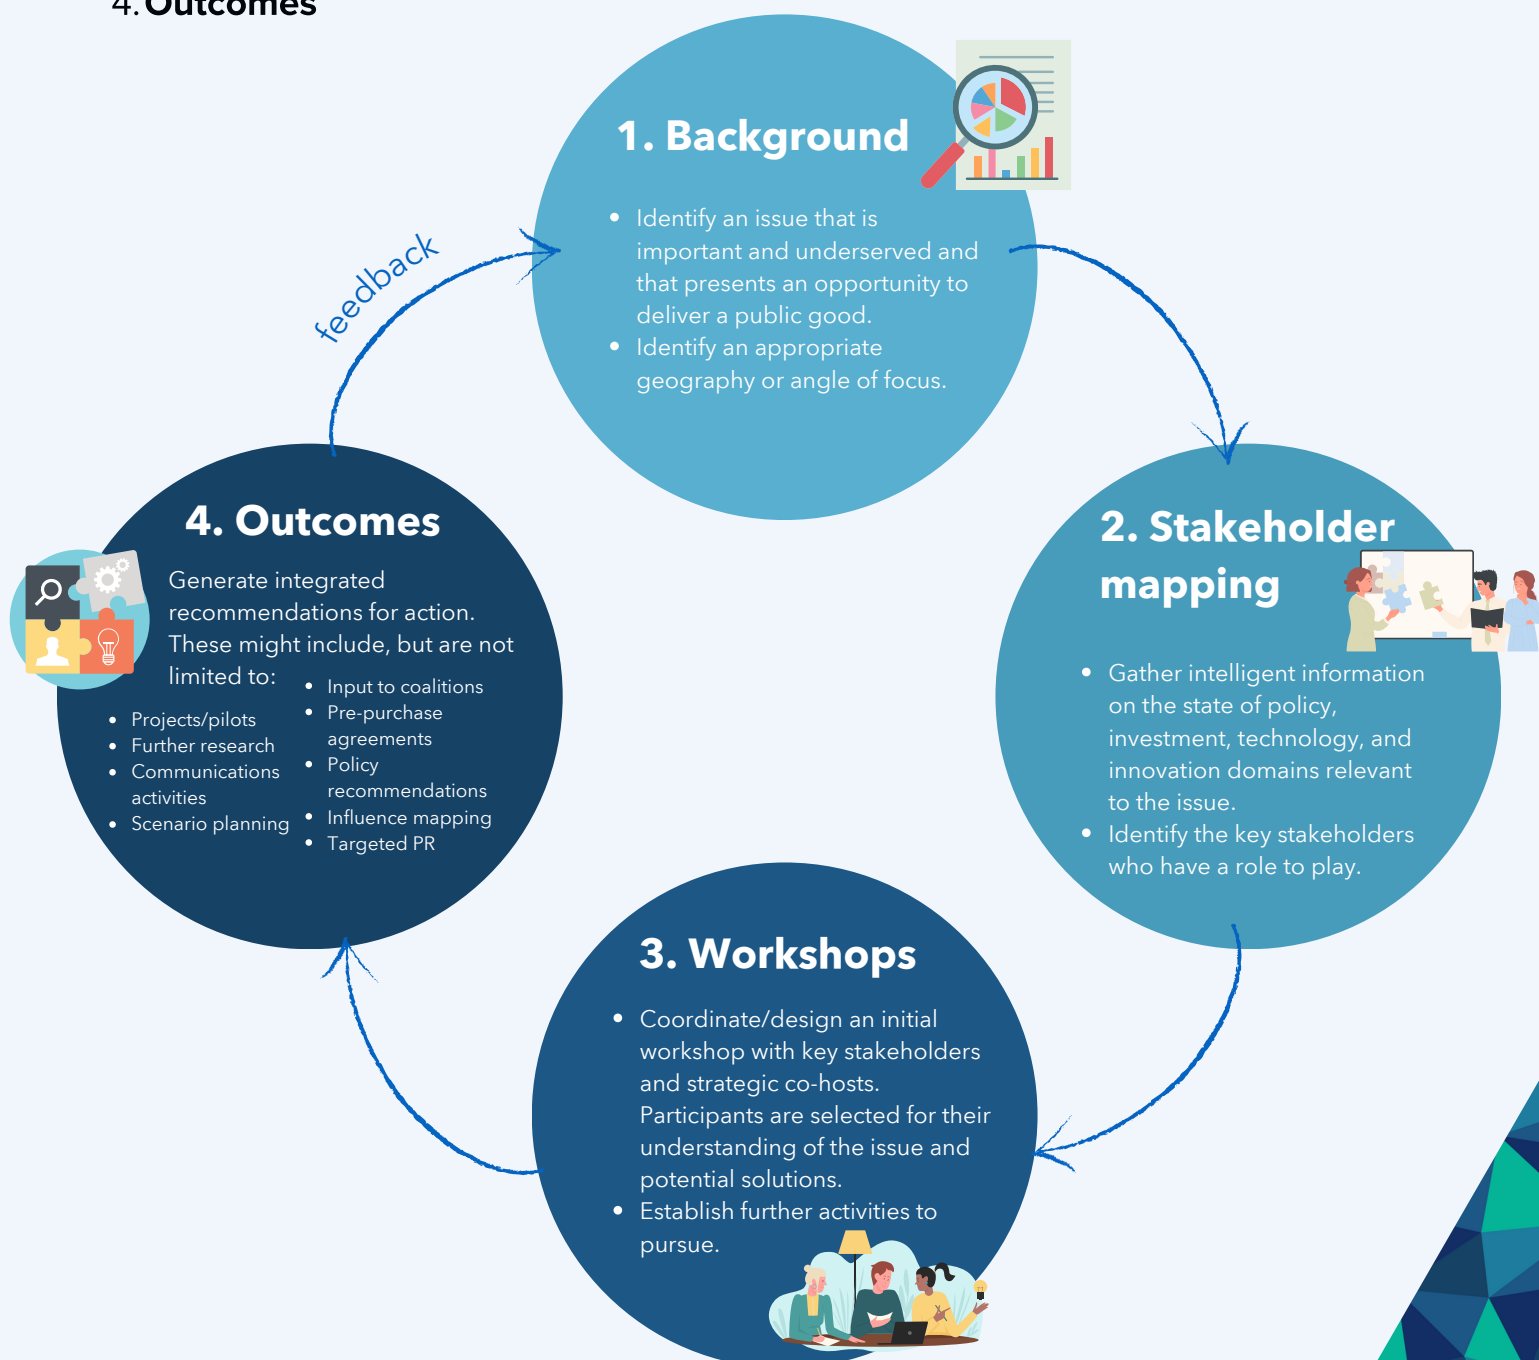 4. Outcomes
1. Background
• Identify an issue that is
important and underserved and
that presents an opportunity to
deliver a public good.
• Identify an appropriate
geography or angle of focus.
feedback
2. Stakeholder
mapping
• Gather intelligent information
on the state of policy,
investment, technology, and
innovation domains relevant
to the issue.
• Identify the key stakeholders
who have a role to play.
3. Workshops
• Coordinate/design an initial
workshop with key stakeholders
and strategic co-hosts.
Participants are selected for their
understanding of the issue and
potential solutions.
• Establish further activities to
pursue.
4. Outcomes
Generate integrated
recommendations for action.
These might include, but are not
limited to:
• Projects/pilots
• Further research
• Communications
activities
• Scenario planning
• Input to coalitions
• Pre-purchase
agreements
• Policy
recommendations
• Influence mapping
• Targeted PR